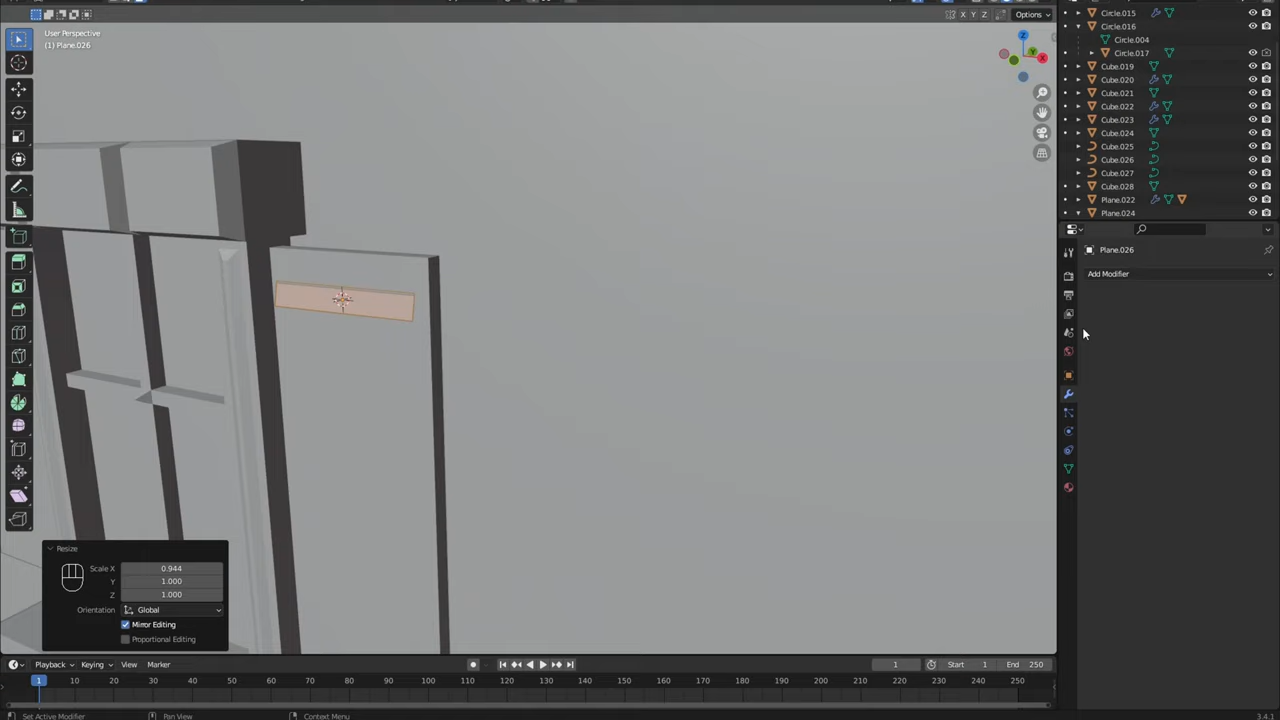 X Y Z Options
User Perspective
(1) Plane.026
Z
Y
X
Circle.015
Circle.016
Circle.004
Circle.017
Cube.019
Cube.020
Cube.021
Cube.022
Cube.023
Cube.024
Cube.025
Cube.026
Cube.027
Cube.028
Plane.022
Plane.024
Plane.026
Add Modifier
Resize
Scale X 0.944
Y 1.000
Z 1.000
Orientation Global
Mirror Editing
Proportional Editing
Playback Keying View Marker 1 Start 1 End 250
1 10 20 30 40 50 60 70 80 90 100 110 120 130 140 150 160 170 180 190 200 210 220 230 240 250
Set Active Modifier Pan View Context Menu 3.4.1